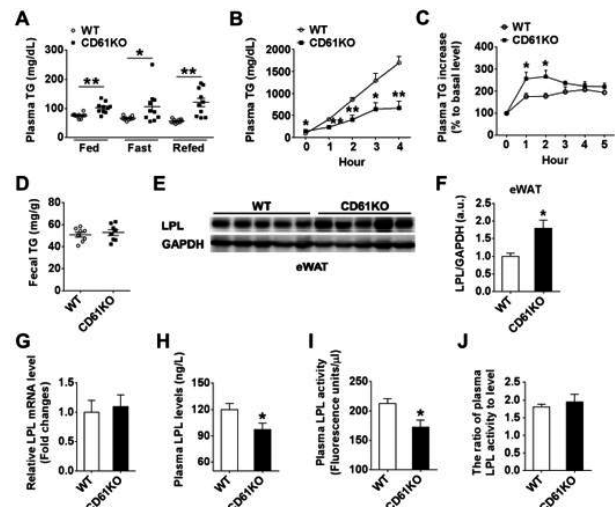 A
WT
CD61KO
Plasma TG (mg/dL)
400
300
200
100
0
**
*
**
Fed Fast Refed
B
WT
CD61KO
Plasma TG (mg/dL)
2000
1500
1000
500
0
* ** ** * **
0 1 2 3 4
Hour
C
WT
CD61KO
Plasma TG increase
(% to basal level)
400
300
200
100
0
* *
0 1 2 3 4 5
Hour
D
Fecal TG (mg/g)
100
80
60
40
20
0
WT
CD61KO
E
WT CD61KO
LPL
GAPDH
eWAT
F
eWAT
LPL/GAPDH (a.u.)
2.5
2.0
1.5
1.0
0.5
0.0
*
WT
CD61KO
G
Relative LPL mRNA level
(Fold changes)
1.5
1.0
0.5
0.0
WT
CD61KO
H
Plasma LPL levels (ng/L)
150
120
90
60
*
WT
CD61KO
I
Plasma LPL activity
(Fluorescence units/µl)
250
200
150
100
*
WT
CD61KO
J
The ratio of plasma
LPL activity to level
3.0
2.5
2.0
1.5
1.0
0.5
0.0
WT
CD61KO